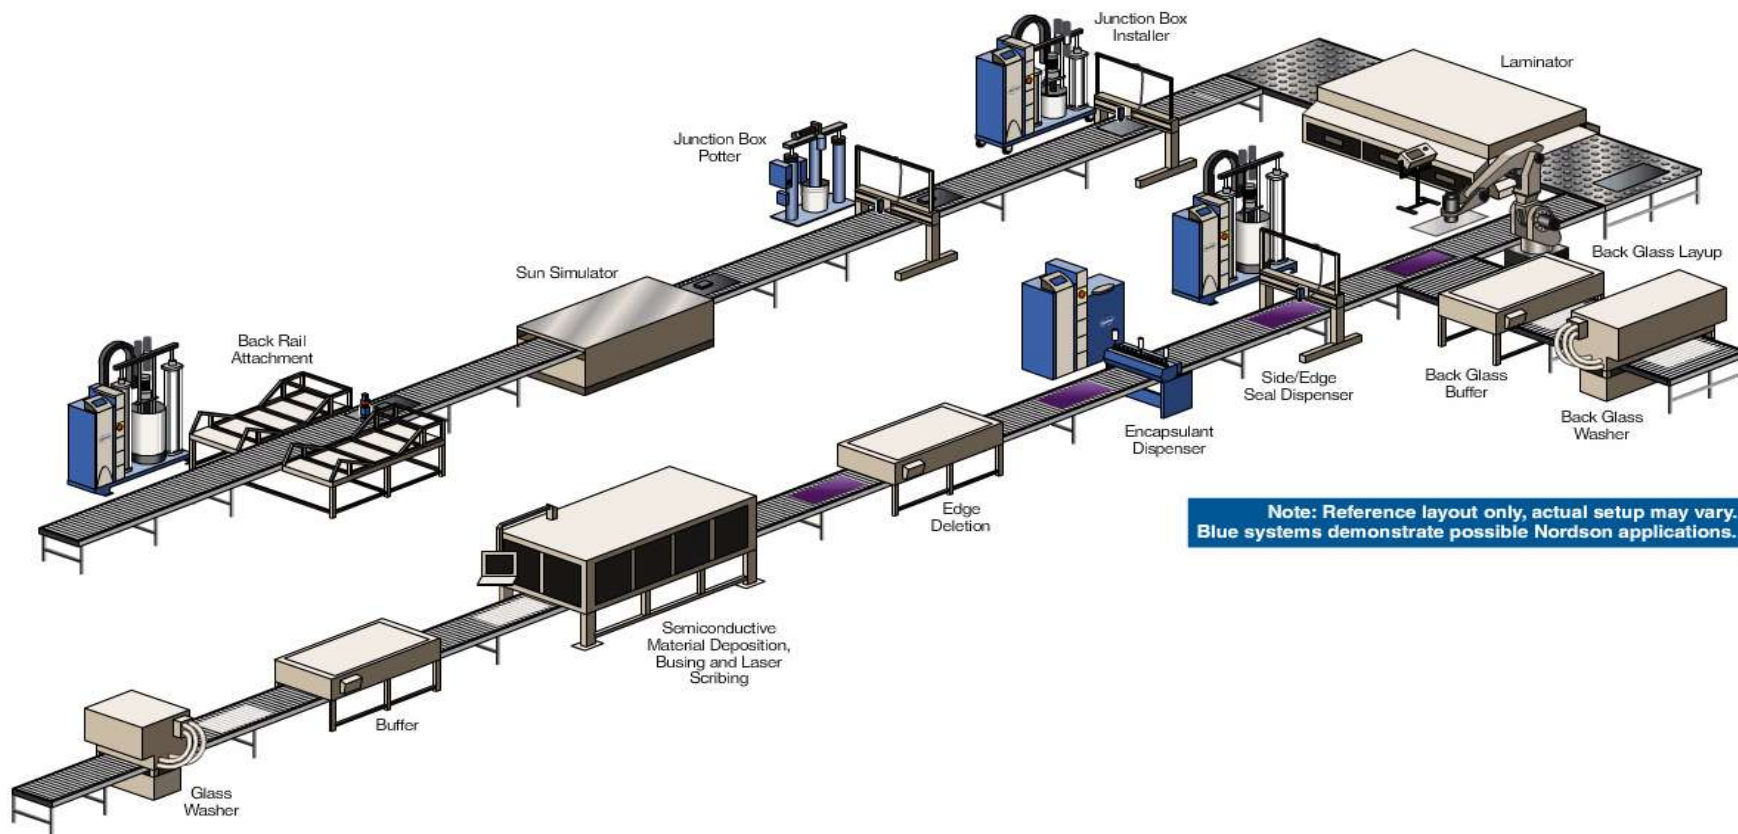 Junction Box
Installer
Laminator
Junction Box
Potter
Sun Simulator
Back Glass Layup
Back Rail
Attachment
Side/Edge
Seal Dispenser
Back Glass
Buffer
Back Glass
Washer
Encapsulant
Dispenser
Edge
Deletion
Note: Reference layout only, actual setup may vary.
Blue systems demonstrate possible Nordson applications.
Semiconductive
Material Deposition,
Busing and Laser
Scribing
Buffer
Glass
Washer